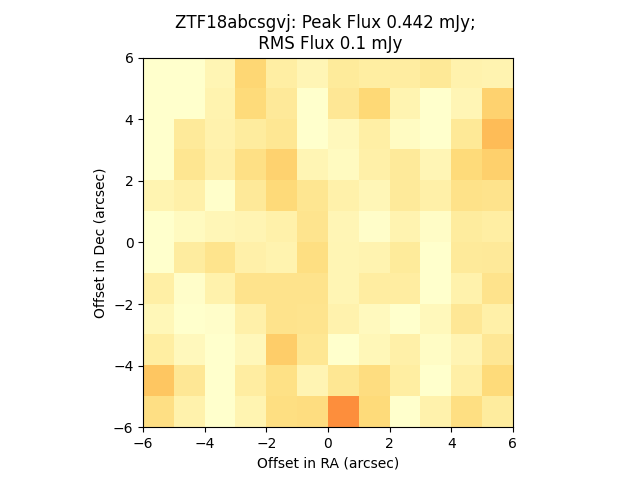 ZTF18abcsgvj: Peak Flux 0.442 mJy;
RMS Flux 0.1 mJy
6
4
2
0
−2
−4
−6
Offset in Dec (arcsec)
−6 −4 −2 0 2 4 6
Offset in RA (arcsec)